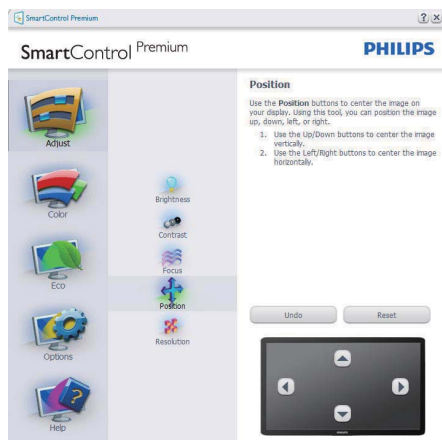 SmartControl Premium
SmartControl Premium
PHILIPS
Adjust
Color
Eco
Options
Help
Brightness
Contrast
Focus
Position
Resolution
Position
Use the Position buttons to center the image on
your display. Using this tool, you can position the image
up, down, left, or right.
1. Use the Up/Down buttons to center the image
vertically.
2. Use the Left/Right buttons to center the image
horizontally.
Undo
Reset
PHILIPS